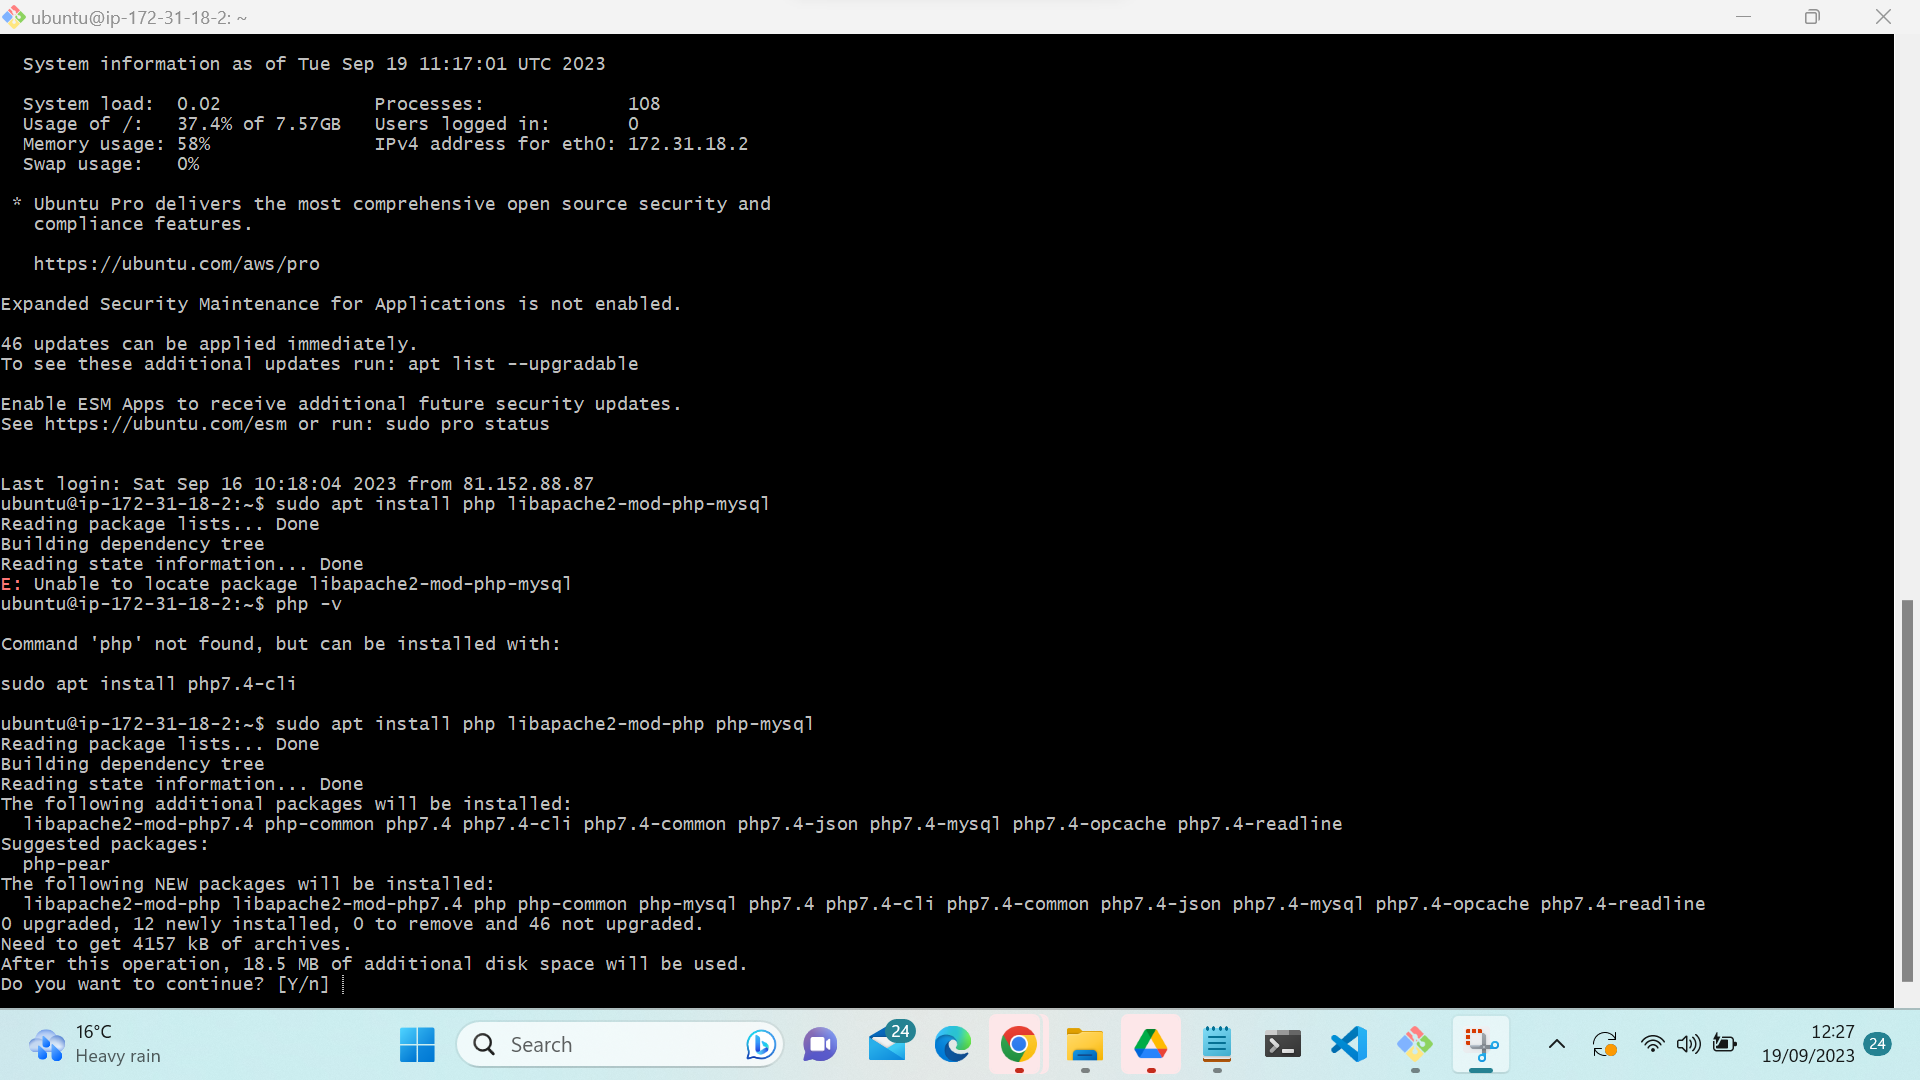 ubuntu@ip-172-31-18-2: ~
System information as of Tue Sep 19 11:17:01 UTC 2023
System load:  0.02              Processes:             108
Usage of /:   37.4% of 7.57GB   Users logged in:       0
Memory usage: 58%               IPv4 address for eth0: 172.31.18.2
Swap usage:   0%
* Ubuntu Pro delivers the most comprehensive open source security and
compliance features.
https://ubuntu.com/aws/pro
Expanded Security Maintenance for Applications is not enabled.
46 updates can be applied immediately.
To see these additional updates run: apt list --upgradable
Enable ESM Apps to receive additional future security updates.
See https://ubuntu.com/esm or run: sudo pro status
Last login: Sat Sep 16 10:18:04 2023 from 81.152.88.87
ubuntu@ip-172-31-18-2:~$ sudo apt install php libapache2-mod-php-mysql
Reading package lists... Done
Building dependency tree
Reading state information... Done
E: Unable to locate package libapache2-mod-php-mysql
ubuntu@ip-172-31-18-2:~$ php -v
Command 'php' not found, but can be installed with:
sudo apt install php7.4-cli
ubuntu@ip-172-31-18-2:~$ sudo apt install php libapache2-mod-php php-mysql
Reading package lists... Done
Building dependency tree
Reading state information... Done
The following additional packages will be installed:
libapache2-mod-php7.4 php-common php7.4 php7.4-cli php7.4-common php7.4-json php7.4-mysql php7.4-opcache php7.4-readline
Suggested packages:
php-pear
The following NEW packages will be installed:
libapache2-mod-php libapache2-mod-php7.4 php php-common php-mysql php7.4 php7.4-cli php7.4-common php7.4-json php7.4-mysql php7.4-opcache php7.4-readline
0 upgraded, 12 newly installed, 0 to remove and 46 not upgraded.
Need to get 4157 kB of archives.
After this operation, 18.5 MB of additional disk space will be used.
Do you want to continue? [Y/n]
16°C
Heavy rain
Search
24
12:27
19/09/2023
24